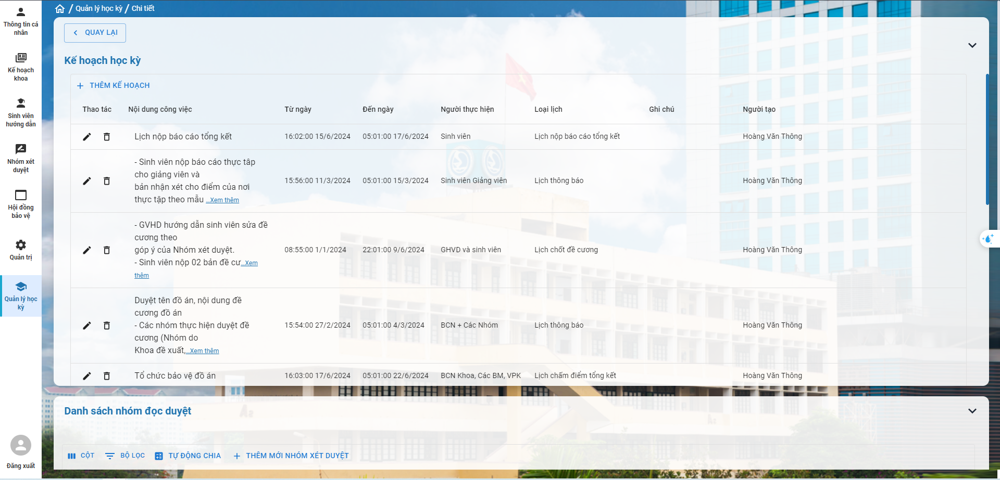 Thông tin cá
nhân
Kế hoạch
khoa
Sinh viên
hướng dẫn
Nhóm xét
duyệt
Hội đồng
bảo vệ
Quản trị
Quản lý học
kỳ
Đăng xuất
/ Quản lý học kỳ / Chi tiết
QUAY LẠI
Kế hoạch học kỳ
+ THÊM KẾ HOẠCH
Thao tác Nội dung công việc Từ ngày Đến ngày Người thực hiện Loại lịch Ghi chú Người tạo
Lịch nộp báo cáo tổng kết 16:02:00 15/6/2024 05:01:00 17/6/2024 Sinh viên Lịch nộp báo cáo tổng kết Hoàng Văn Thông
- Sinh viên nộp báo cáo thực tâp
cho giảng viên và
bản nhận xét cho điểm của nơi
thực tập theo mẫu ...Xem thêm
15:56:00 11/3/2024 05:01:00 15/3/2024 Sinh viên Giảng viên Lịch thông báo Hoàng Văn Thông
- GVHD hướng dẫn sinh viên sửa đề
cương theo
góp ý của Nhóm xét duyệt.
- Sinh viên nộp 02 bản đề cư...Xem
thêm
08:55:00 1/1/2024 22:01:00 9/6/2024 GHVD và sinh viên Lịch chốt đề cương Hoàng Văn Thông
Duyệt tên đồ án, nội dung đề
cương đồ án
- Các nhóm thực hiện duyệt đề
cương (Nhóm do
Khoa đề xuất,...Xem thêm
15:54:00 27/2/2024 05:01:00 4/3/2024 BCN + Các Nhóm Lịch thông báo Hoàng Văn Thông
Tổ chức bảo vệ đồ án 16:03:00 17/6/2024 05:01:00 22/6/2024 BCN Khoa, Các BM, VPK Lịch chấm điểm tổng kết Hoàng Văn Thông
Danh sách nhóm đọc duyệt
CỘT BỘ LỌC TỰ ĐỘNG CHIA + THÊM MỚI NHÓM XÉT DUYỆT